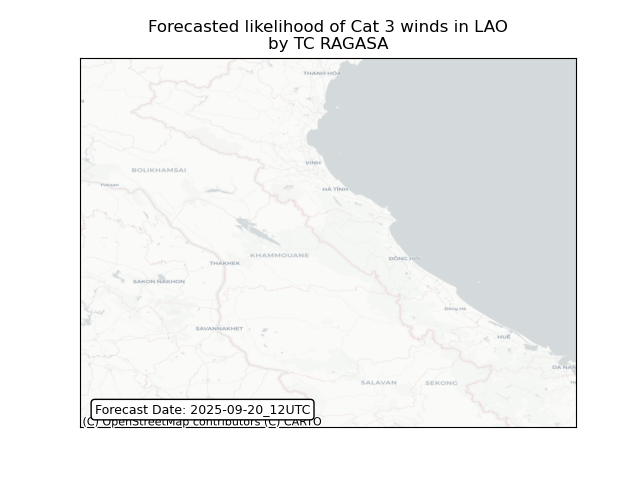 Forecasted likelihood of Cat 3 winds in LAO
by TC RAGASA
THANH HÓA
VINH
BOLIKHAMSAI
HÀ TĨNH
KHAMMOUANE
ĐỒNG HỚI
THAKHEK
SAKON NAKHON
Đông Hà
SAVANNAKHET
HUẾ
DA NAN
SALAVAN
SEKONG
Forecast Date: 2025-09-20_12UTC
(C) OpenStreetMap contributors (C) CARTO